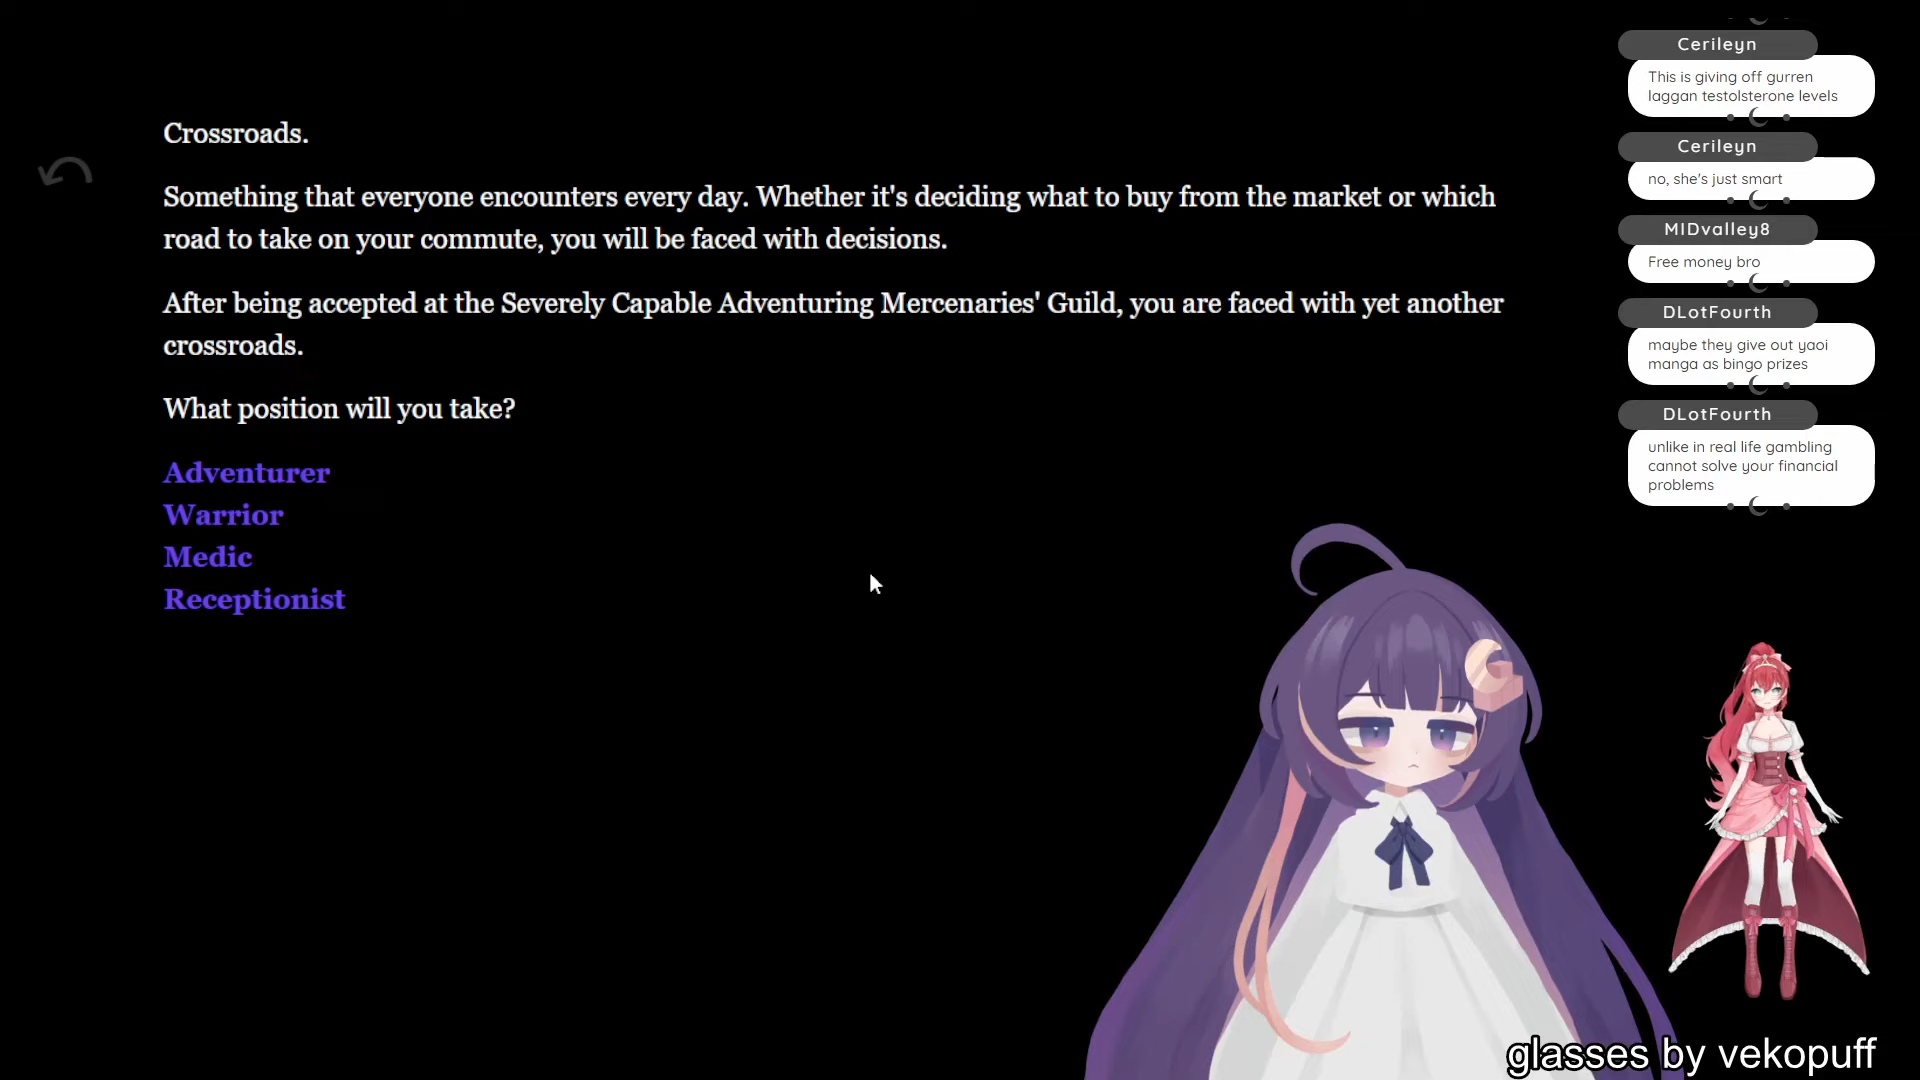 Crossroads.
Something that everyone encounters every day. Whether it's deciding what to buy from the market or which
road to take on your commute, you will be faced with decisions.
After being accepted at the Severely Capable Adventuring Mercenaries' Guild, you are faced with yet another
crossroads.
What position will you take?
Adventurer
Warrior
Medic
Receptionist
Cerileyn
This is giving off gurren
laggan testolsterone levels
Cerileyn
no, she's just smart
MIDvalley8
Free money bro
DLotFourth
maybe they give out yaoi
manga as bingo prizes
DLotFourth
unlike in real life gambling
cannot solve your financial
problems
glasses by vekopuff